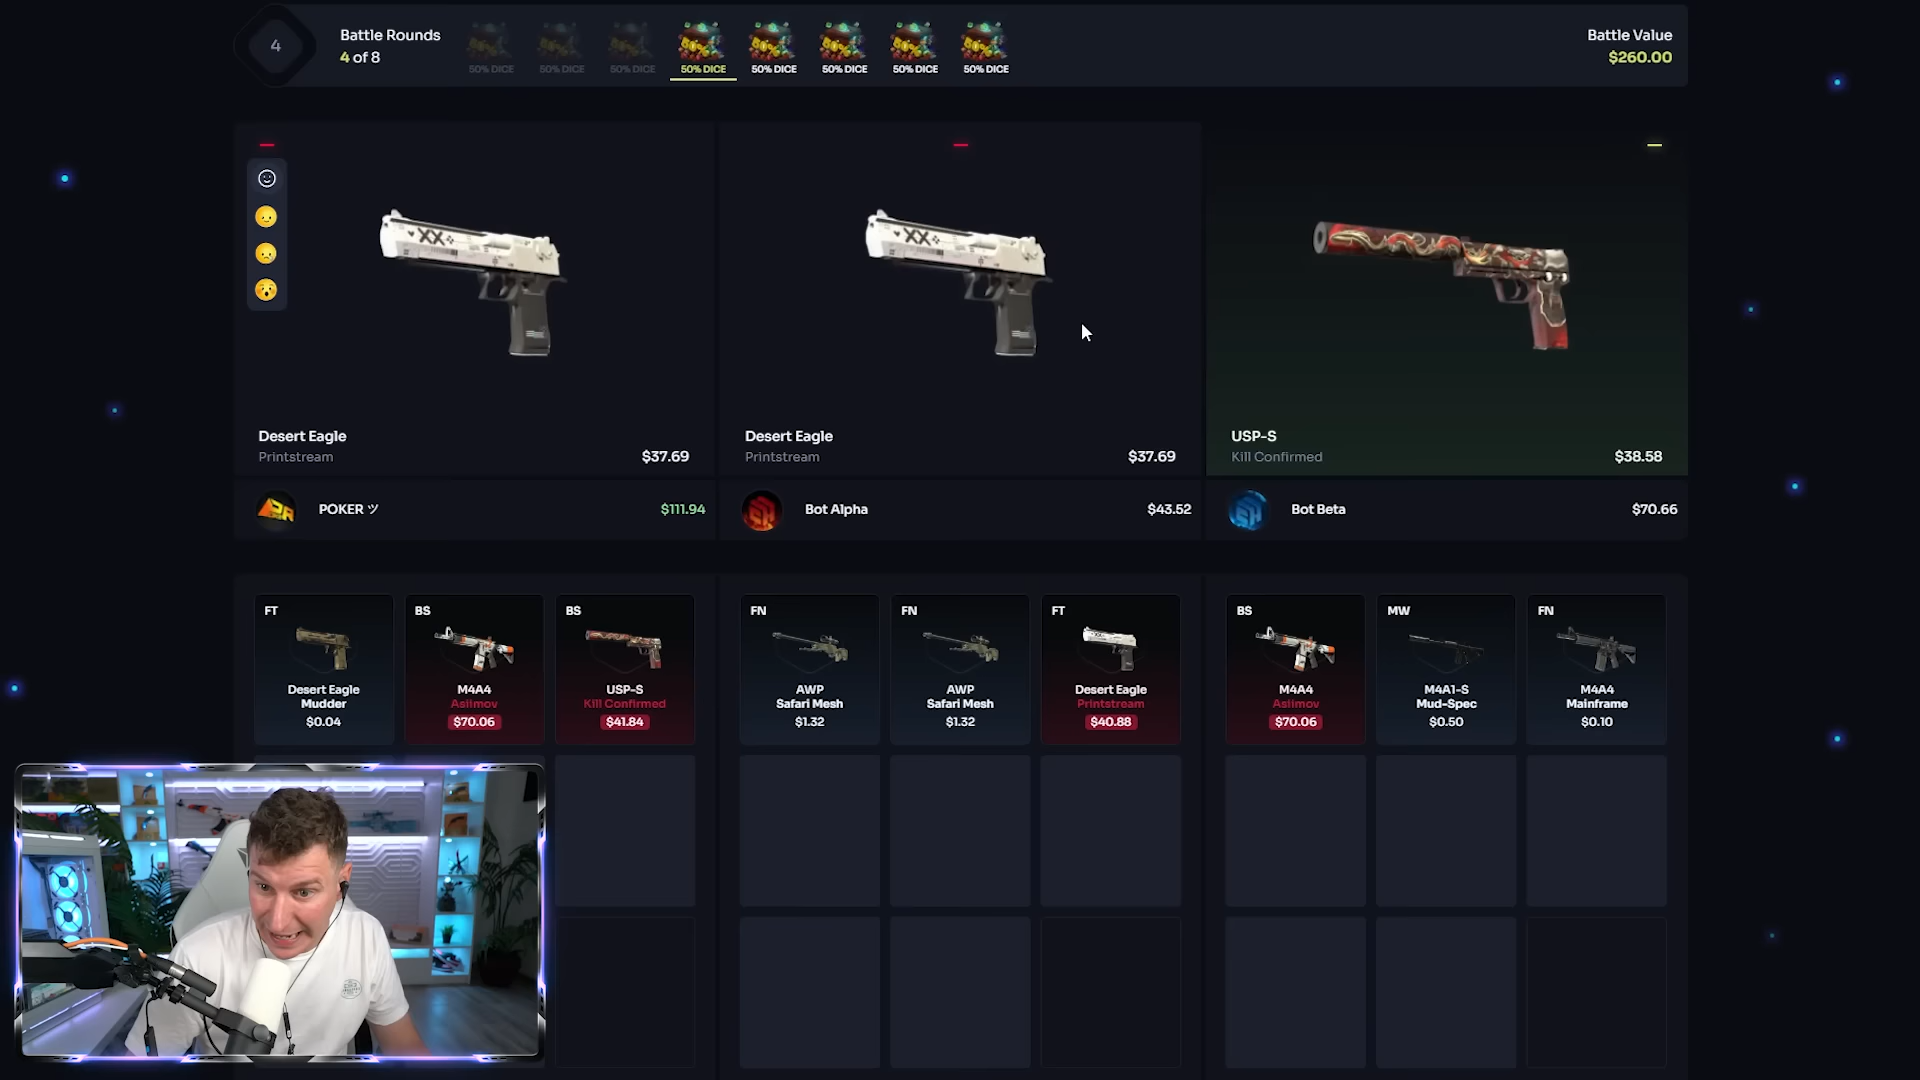 4
Battle Rounds
4 of 8
50% DICE
50% DICE
50% DICE
50% DICE
50% DICE
50% DICE
50% DICE
50% DICE
Battle Value
$260.00
XX
XX
Desert Eagle
Printstream
$37.69
Desert Eagle
Printstream
$37.69
USP-S
Kill Confirmed
$38.58
POKER ツ
$111.94
Bot Alpha
$43.52
Bot Beta
$70.66
FT
Desert Eagle
Mudder
$0.04
BS
M4A4
Asiimov
$70.06
BS
USP-S
Kill Confirmed
$41.84
FN
AWP
Safari Mesh
$1.32
FN
AWP
Safari Mesh
$1.32
FT
Desert Eagle
Printstream
$40.88
BS
M4A4
Asiimov
$70.06
MW
M4A1-S
Mud-Spec
$0.50
FN
M4A4
Mainframe
$0.10